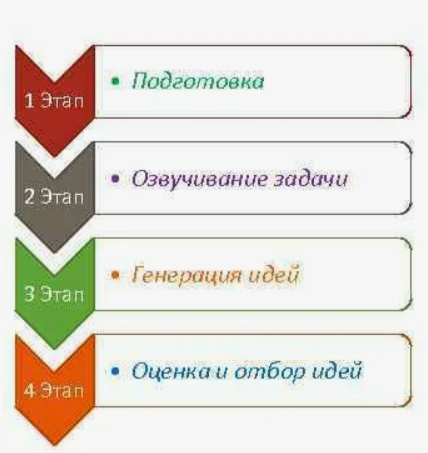 1 Этап
• Подготовка
2 Этап
• Озвучивание задачи
3 Этап
• Генерация идей
4 Этап
• Оценка и отбор идей